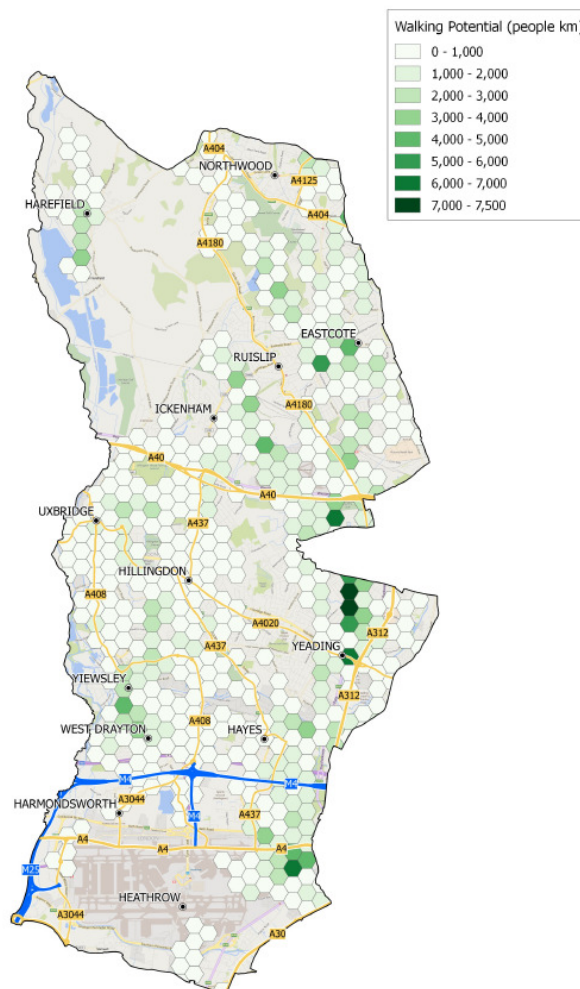 Walking Potential (people km)
0 - 1,000
1,000 - 2,000
2,000 - 3,000
3,000 - 4,000
4,000 - 5,000
5,000 - 6,000
6,000 - 7,000
7,000 - 7,500
A404
NORTHWOOD
A4125
HAREFIELD
A404
A4180
EASTCOTE
RUISLIP
A4180
ICKENHAM
A40
A40
UXBRIDGE
A437
HILLINGDON
A408
A4020
A312
A437
YEADING
YIEWSLEY
A312
A408
WEST DRAYTON
HAYES
M4
M4
A3044
HARMONDSWORTH
M4
A437
A4
A4
A4
M25
HEATHROW
A3044
A30